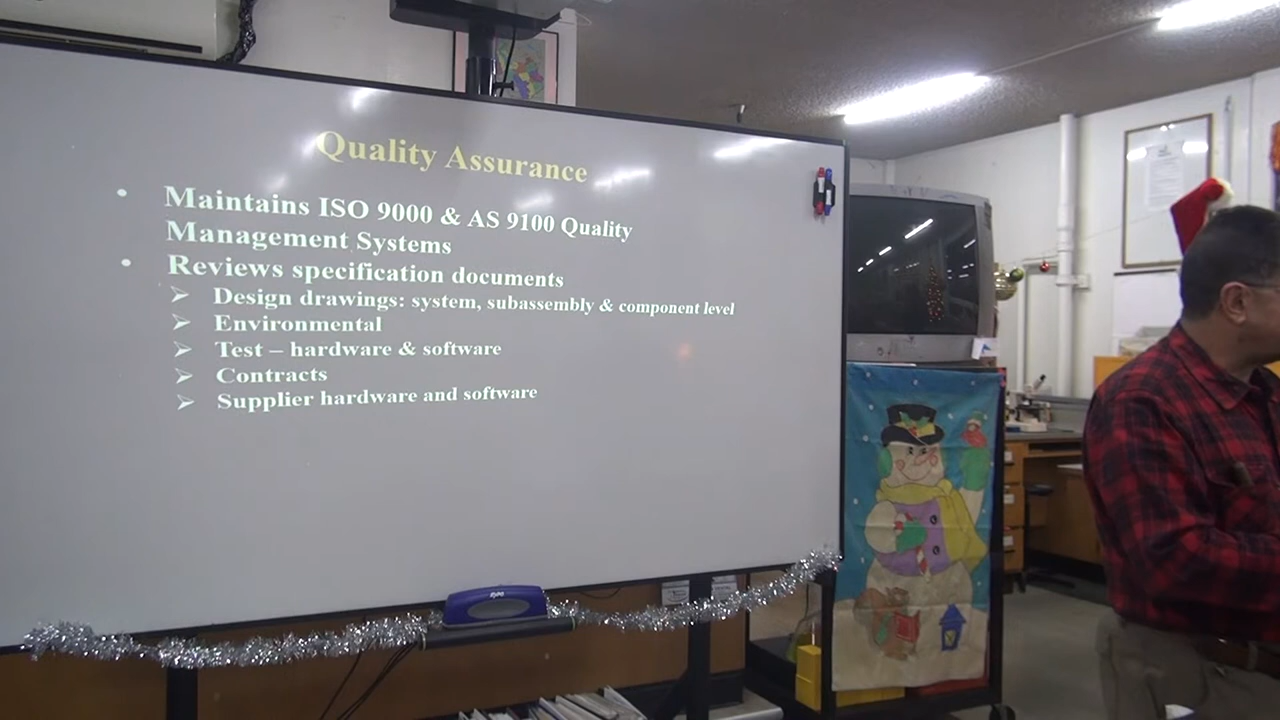 Quality Assurance
• Maintains ISO 9000 & AS 9100 Quality
Management Systems
• Reviews specification documents
➢ Design drawings: system, subassembly & component level
➢ Environmental
➢ Test – hardware & software
➢ Contracts
➢ Supplier hardware and software
EXPO